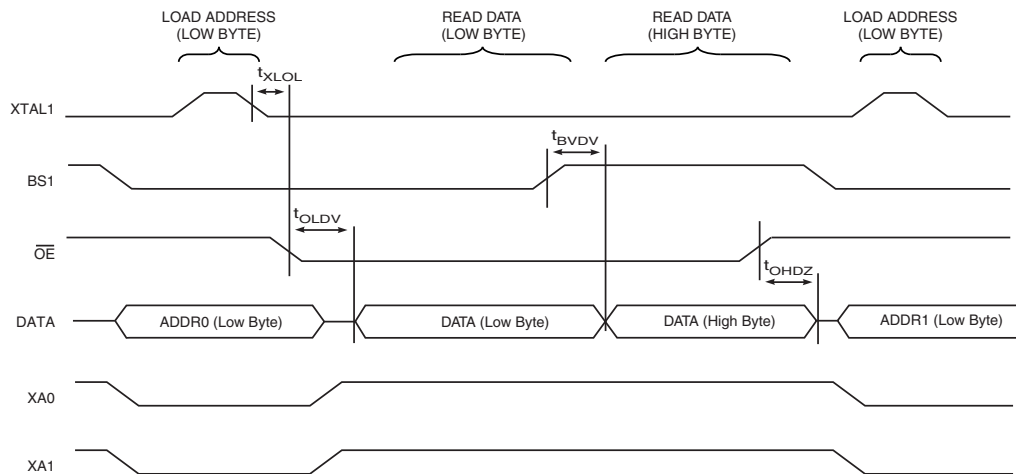 LOAD ADDRESS
(LOW BYTE)
READ DATA
(LOW BYTE)
READ DATA
(HIGH BYTE)
LOAD ADDRESS
(LOW BYTE)
tXLOL
XTAL1
tBVDV
BS1
tOLDV
OE
tOHDZ
DATA
ADDR0 (Low Byte)
DATA (Low Byte)
DATA (High Byte)
ADDR1 (Low Byte)
XA0
XA1